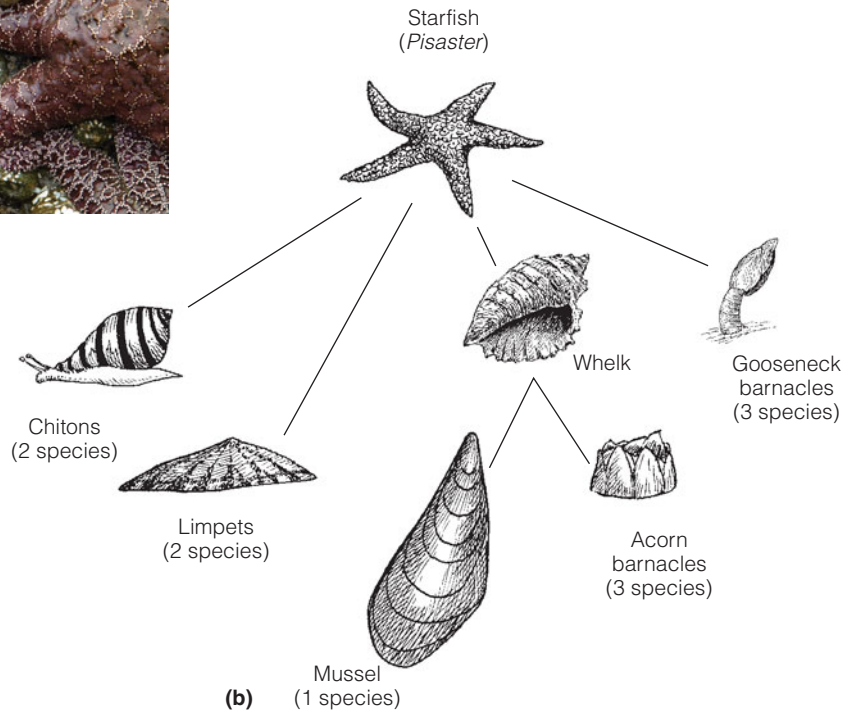 Starfish
(Pisaster)
Whelk
Gooseneck
barnacles
(3 species)
Chitons
(2 species)
Limpets
(2 species)
Acorn
barnacles
(3 species)
Mussel
(1 species)
(b)